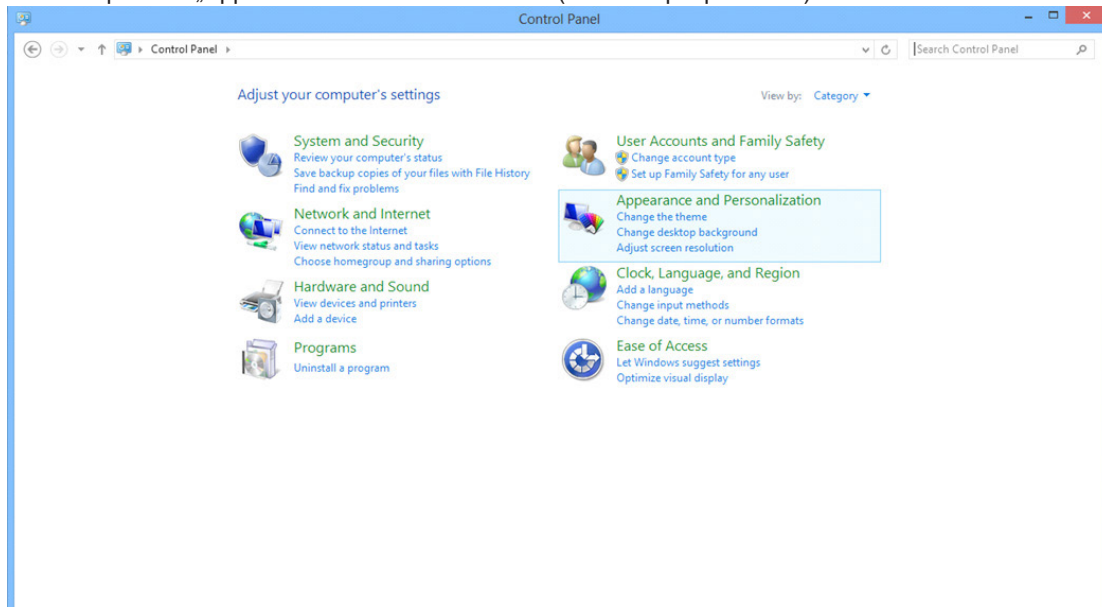 Control Panel
Control Panel
Search Control Panel
Adjust your computer's settings
View by: Category
System and Security
Review your computer's status
Save backup copies of your files with File History
Find and fix problems
Network and Internet
Connect to the Internet
View network status and tasks
Choose homegroup and sharing options
Hardware and Sound
View devices and printers
Add a device
Programs
Uninstall a program
User Accounts and Family Safety
Change account type
Set up Family Safety for any user
Appearance and Personalization
Change the theme
Change desktop background
Adjust screen resolution
Clock, Language, and Region
Add a language
Change input methods
Change date, time, or number formats
Ease of Access
Let Windows suggest settings
Optimize visual display